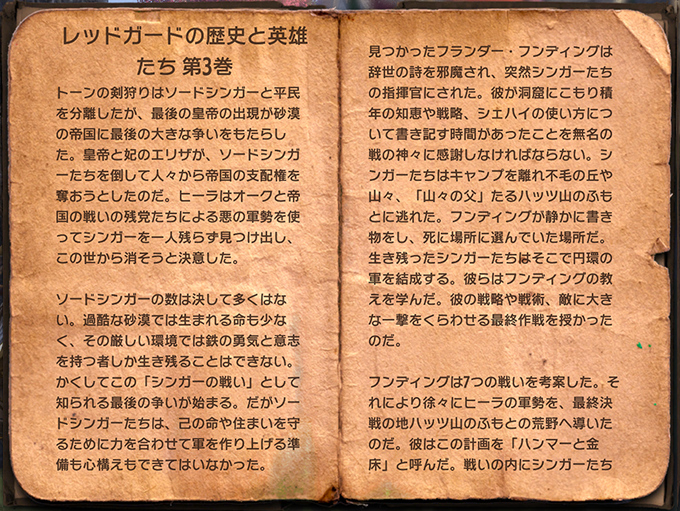 レッドガードの歴史と英雄
たち 第3巻
トーンの剣狩りはソードシンガーと平民
を分離したが、最後の皇帝の出現が砂漠
の帝国に最後の大きな争いをもたらし
た。皇帝と妃のエリザが、ソードシンガ
ーたちを倒して人々から帝国の支配権を
奪おうとしたのだ。ヒーラはオークと帝
国の戦いの残党たちによる悪の軍勢を使
ってシンガーを一人残らず見つけ出し、
この世から消そうと決意した。
ソードシンガーの数は決して多くはな
い。過酷な砂漠では生まれる命も少な
く、その厳しい環境では鉄の勇気と意志
を持つ者しか生き残ることはできない。
かくしてこの「シンガーの戦い」として
知られる最後の争いが始まる。だがソー
ドシンガーたちは、己の命や住まいを守
るために力を合わせて軍を作り上げる準
備も心構えもできてはいなかった。
見つかったフランダー・フンディングは
辞世の詩を邪魔され、突然シンガーたち
の指揮官にされた。彼が洞窟にこもり積
年の知恵や戦略、シェハイの使い方につ
いて書き記す時間があったことを無名の
戦の神々に感謝しなければならない。シ
ンガーたちはキャンプを離れ不毛の丘や
山々、「山々の父」たるハッツ山のふも
とに逃れた。フンディングが静かに書き
物をし、死に場所に選んでいた場所だ。
生き残ったシンガーたちはそこで円環の
軍を結成する。彼らはフンディングの教
えを学んだ。彼の戦略や戦術、敵に大き
な一撃をくらわせる最終作戦を授かった
のだ。
フンディングは7つの戦いを考案した。そ
れにより徐々にヒーラの軍勢を、最終決
戦の地ハッツ山のふもとの荒野へ導いた
のだ。彼はこの計画を「ハンマーと金
床」と呼んだ。戦いの内にシンガーたち